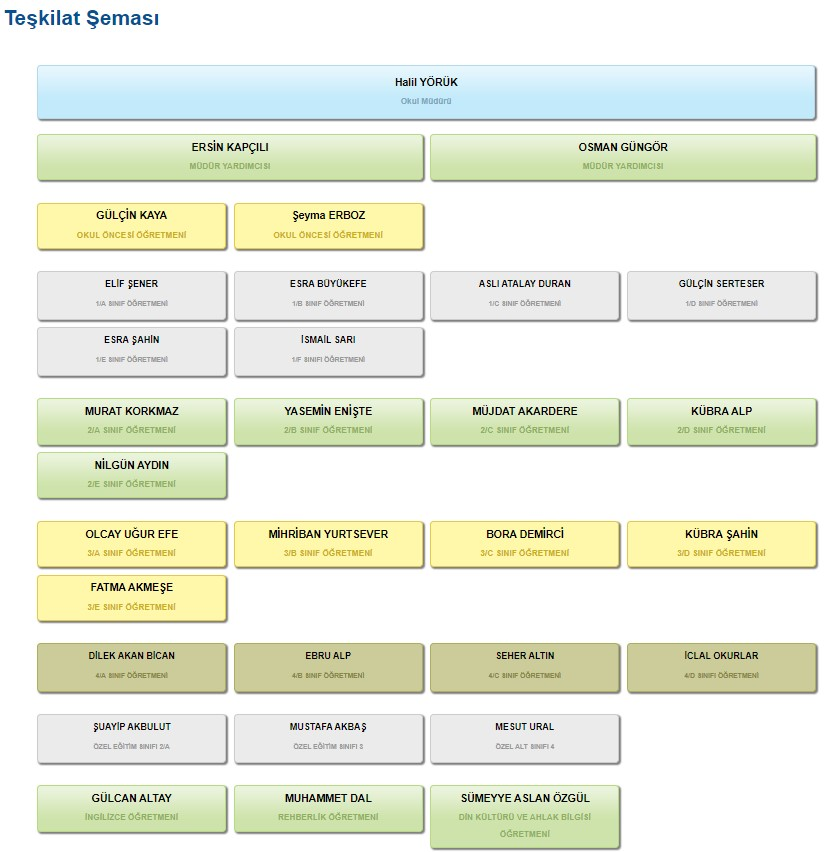 Teşkilat Şeması
Halil YÖRÜK
Okul Müdürü
ERSİN KAPÇILI
MÜDÜR YARDIMCISI
OSMAN GÜNGÖR
MÜDÜR YARDIMCISI
GÜLÇİN KAYA
OKUL ÖNCESİ ÖĞRETMENİ
Şeyma ERBOZ
OKUL ÖNCESİ ÖĞRETMENİ
ELİF ŞENER
1/A SINIF ÖĞRETMENİ
ESRA BÜYÜKEFE
1/B SINIF ÖĞRETMENİ
ASLI ATALAY DURAN
1/C SINIF ÖĞRETMENİ
GÜLÇİN SERTESER
1/D SINIF ÖĞRETMENİ
ESRA ŞAHİN
1/E SINIF ÖĞRETMENİ
İSMAİL SARI
1/F SINIFI ÖĞRETMENİ
MURAT KORKMAZ
2/A SINIF ÖĞRETMENİ
YASEMİN ENİŞTE
2/B SINIF ÖĞRETMENİ
MÜJDAT AKARDERE
2/C SINIF ÖĞRETMENİ
KÜBRA ALP
2/D SINIF ÖĞRETMENİ
NİLGÜN AYDIN
2/E SINIF ÖĞRETMENİ
OLCAY UĞUR EFE
3/A SINIF ÖĞRETMENİ
MİHRİBAN YURTSEVER
3/B SINIF ÖĞRETMENİ
BORA DEMİRCİ
3/C SINIF ÖĞRETMENİ
KÜBRA ŞAHİN
3/D SINIF ÖĞRETMENİ
FATMA AKMEŞE
3/E SINIF ÖĞRETMENİ
DİLEK AKAN BİCAN
4/A SINIF ÖĞRETMENİ
EBRU ALP
4/B SINIF ÖĞRETMENİ
SEHER ALTIN
4/C SINIF ÖĞRETMENİ
İCLAL OKURLAR
4/D SINIFI ÖĞRETMENİ
ŞUAYİP AKBULUT
ÖZEL EĞİTİM SINIFI 2/A
MUSTAFA AKBAŞ
ÖZEL EĞİTİM SINIFI 3
MESUT URAL
ÖZEL ALT SINIFI 4
GÜLCAN ALTAY
İNGİLİZCE ÖĞRETMENİ
MUHAMMET DAL
REHBERLİK ÖĞRETMENİ
SÜMEYYE ASLAN ÖZGÜL
DİN KÜLTÜRÜ VE AHLAK BİLGİSİ
ÖĞRETMENİ